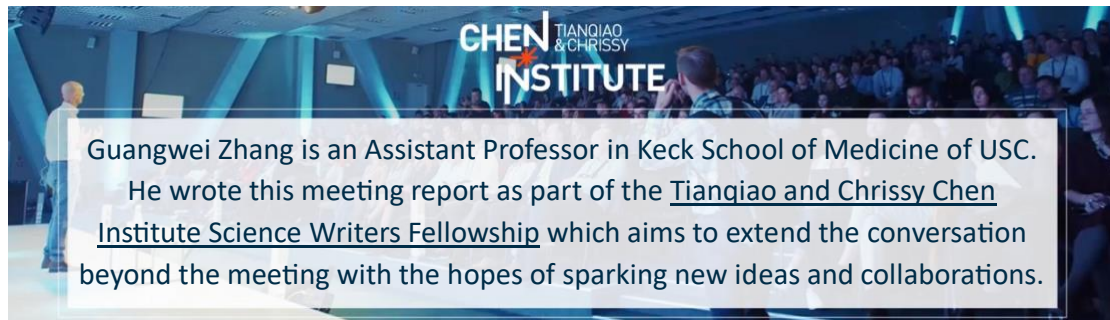 CHEN TIANQIAO & CHRISSY
INSTITUTE
Guangwei Zhang is an Assistant Professor in Keck School of Medicine of USC.
He wrote this meeting report as part of the Tianqiao and Chrissy Chen
Institute Science Writers Fellowship which aims to extend the conversation
beyond the meeting with the hopes of sparking new ideas and collaborations.